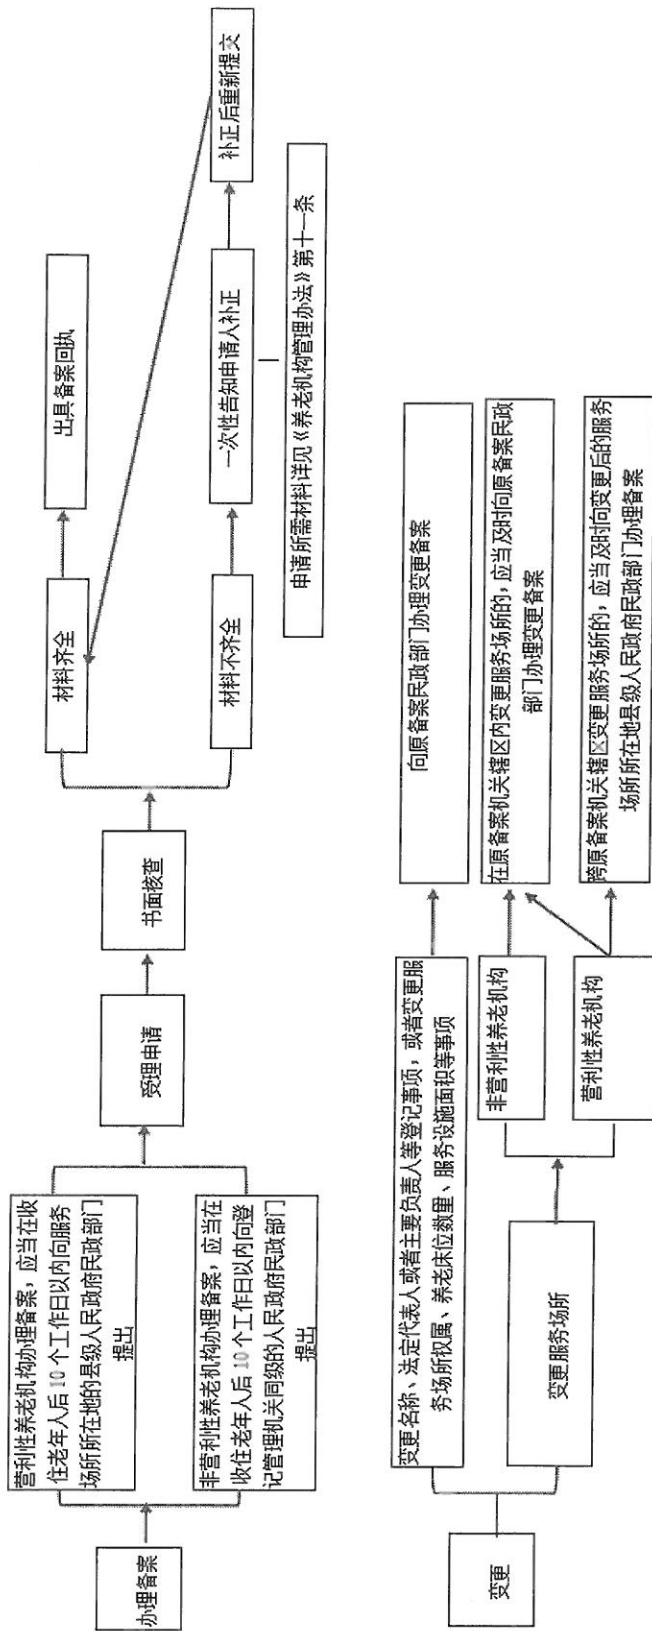 办理备案
营利性养老机构办理备案，应当在收
住老年人后 10 个工作日以内向服务
场所所在地的县级人民政府民政部门
提出
非营利性养老机构办理备案，应当在
收住老年人后 10 个工作日以内向登
记管理机关同级的人民政府民政部门
提出
受理申请
书面核查
材料齐全
出具备案回执
材料不齐全
一次性告知申请人补正
补正后重新提交
申请所需材料详见《养老机构管理办法》第十一条
变更
变更名称、法定代表人或者主要负责人等登记事项，或者变更服
务场所权属、养老床位数量、服务设施面积等事项
向原备案民政部门办理变更备案
变更服务场所
非营利性养老机构
营利性养老机构
在原备案机关辖区内变更服务场所的，应当及时向原备案民政
部门办理变更备案
跨原备案机关辖区变更服务场所的，应当及时向变更后的服务
场所所在地县级人民政府民政部门办理备案